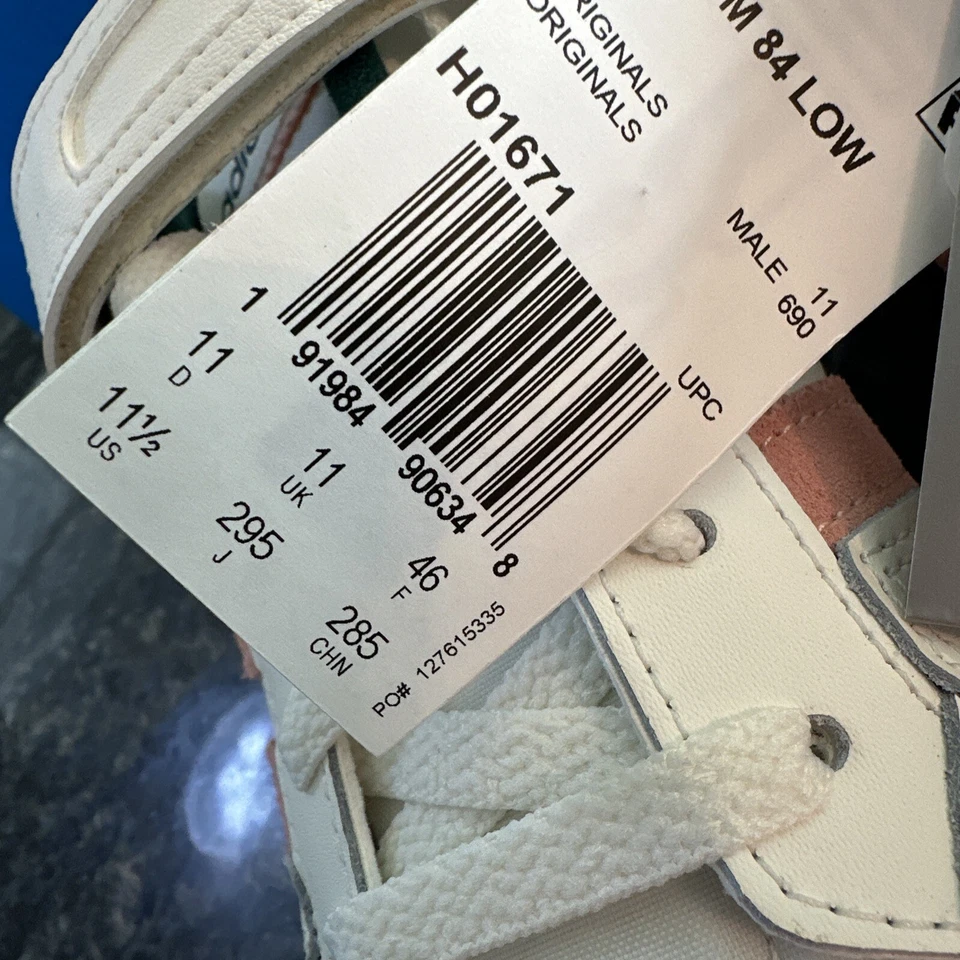 M 84 LOW
RIGINALS
ORIGINALS
H01671
11
MALE 690
UPC
1 91984 90634 8
11 D
11½ US
11 UK
46 F
295 J
285 CHN
PO# 127615335